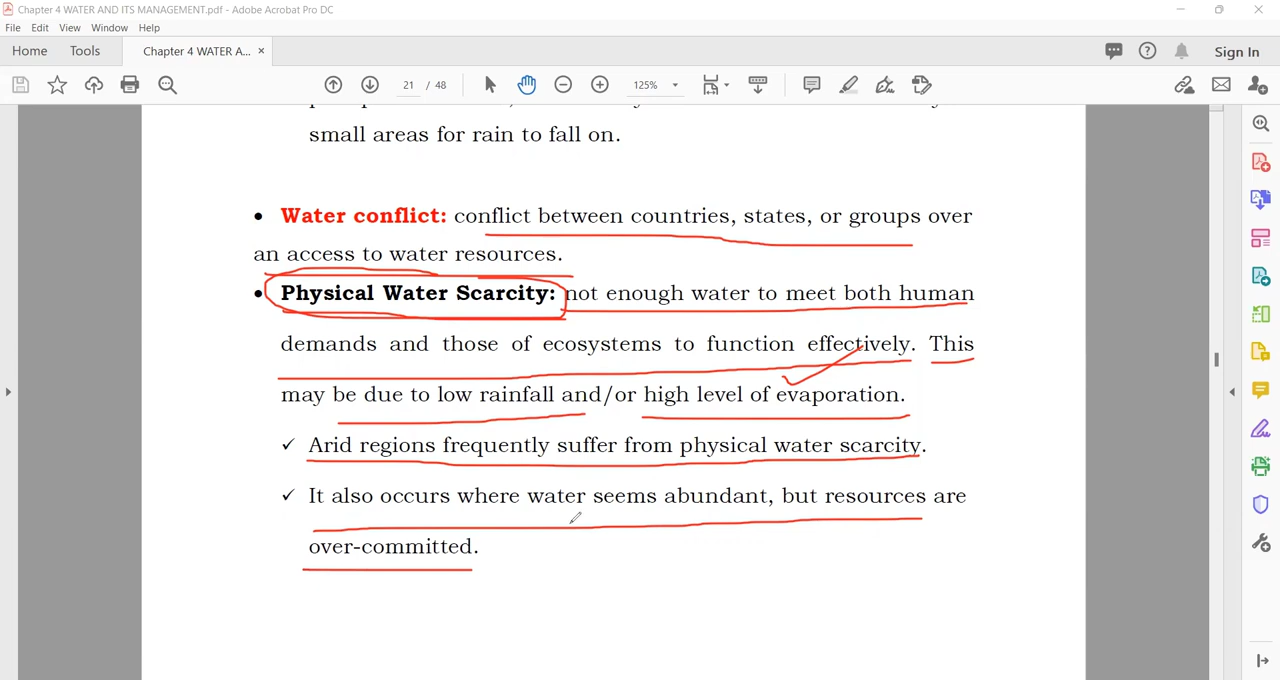 Chapter 4 WATER AND ITS MANAGEMENT.pdf - Adobe Acrobat Pro DC
File Edit View Window Help
Home Tools Chapter 4 WATER A... × Sign In
21 / 48 125%
small areas for rain to fall on.
• Water conflict: conflict between countries, states, or groups over
an access to water resources.
• Physical Water Scarcity: not enough water to meet both human
demands and those of ecosystems to function effectively. This
may be due to low rainfall and/or high level of evaporation.
✓ Arid regions frequently suffer from physical water scarcity.
✓ It also occurs where water seems abundant, but resources are
over-committed.